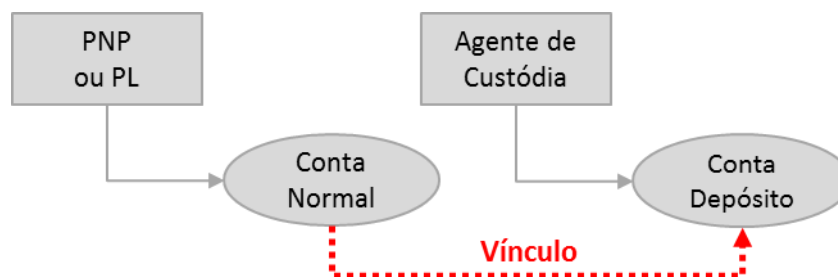 PNP
ou PL
Agente de
Custódia
Conta
Normal
Conta
Depósito
Vínculo